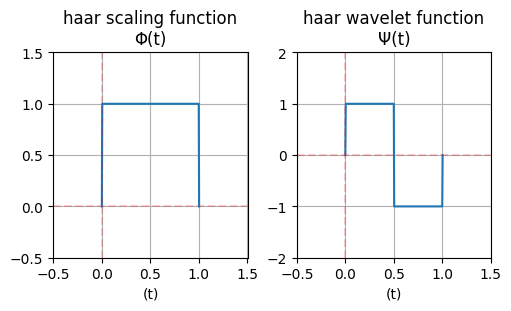 haar scaling function
Φ(t)
1.5
1.0
0.5
0.0
−0.5
−0.5 0.0 0.5 1.0 1.5
(t)
haar wavelet function
Ψ(t)
2
1
0
−1
−2
−0.5 0.0 0.5 1.0 1.5
(t)